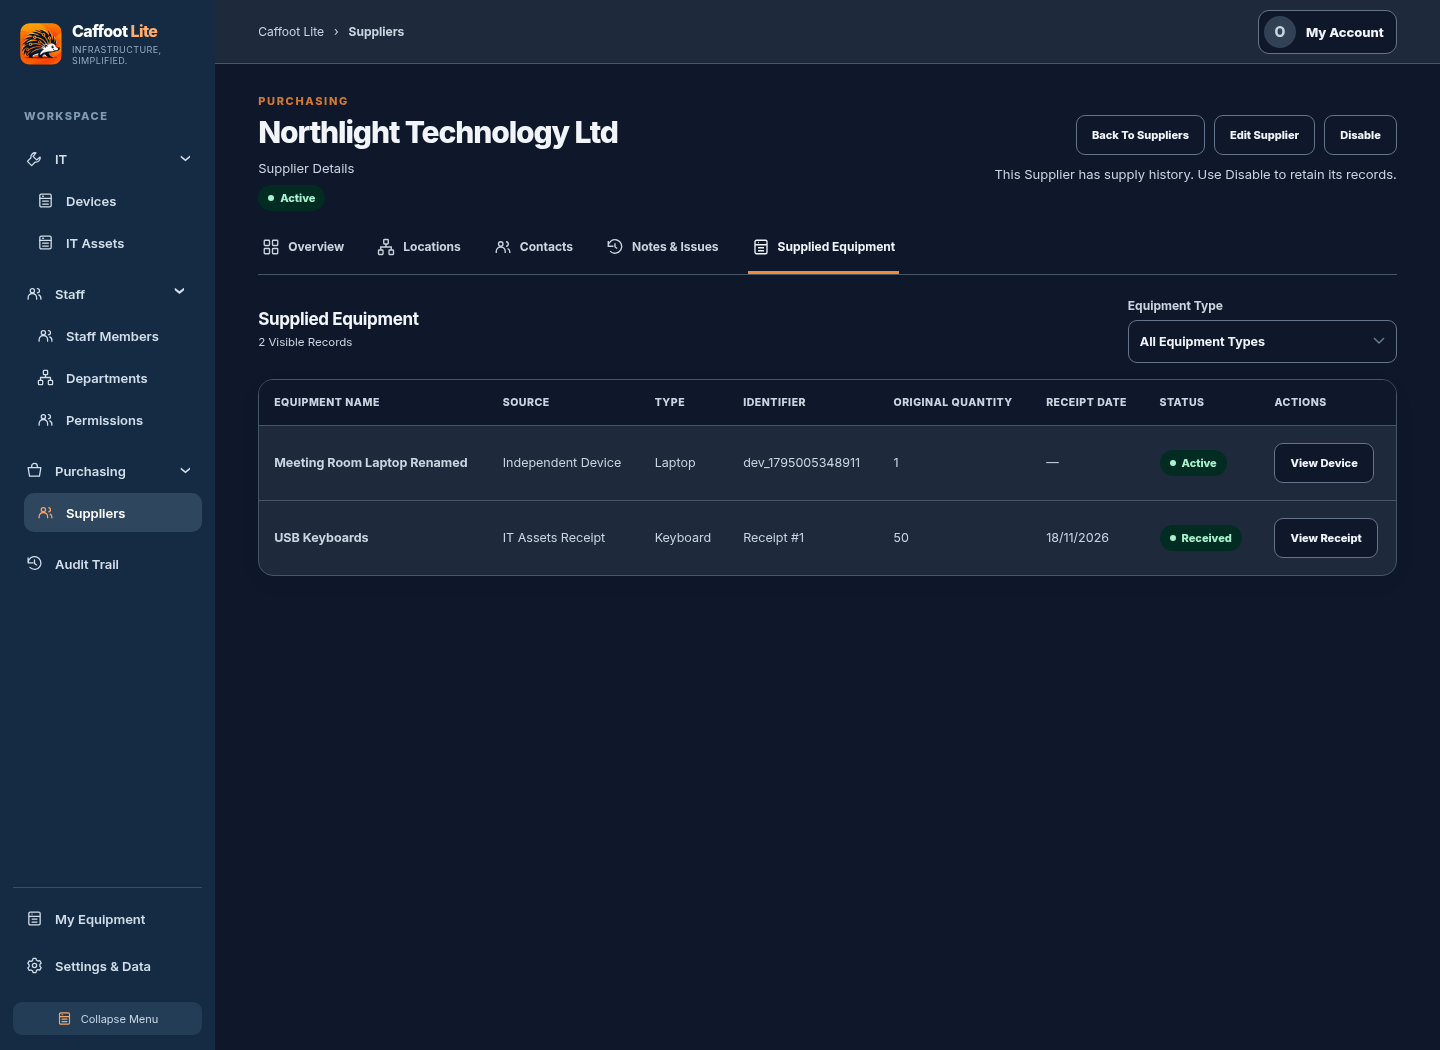 Caffoot Lite
INFRASTRUCTURE,
SIMPLIFIED.
WORKSPACE
IT
Devices
IT Assets
Staff
Staff Members
Departments
Permissions
Purchasing
Suppliers
Audit Trail
My Equipment
Settings & Data
Collapse Menu
Caffoot Lite › Suppliers
O My Account
PURCHASING
Northlight Technology Ltd
Supplier Details
Active
Back To Suppliers Edit Supplier Disable
This Supplier has supply history. Use Disable to retain its records.
Overview Locations Contacts Notes & Issues Supplied Equipment
Supplied Equipment
2 Visible Records
Equipment Type
All Equipment Types
EQUIPMENT NAME SOURCE TYPE IDENTIFIER ORIGINAL QUANTITY RECEIPT DATE STATUS ACTIONS
Meeting Room Laptop Renamed Independent Device Laptop dev_1795005348911 1 — Active View Device
USB Keyboards IT Assets Receipt Keyboard Receipt #1 50 18/11/2026 Received View Receipt